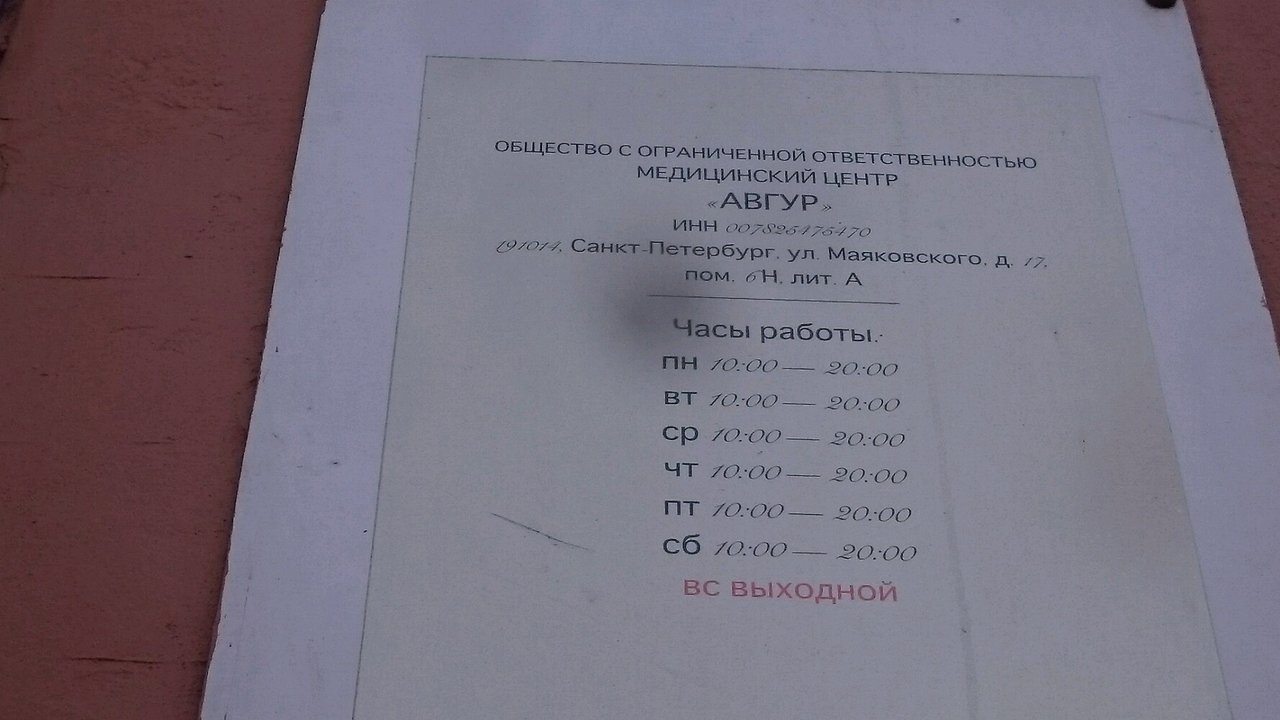 ОБЩЕСТВО С ОГРАНИЧЕННОЙ ОТВЕТСТВЕННОСТЬЮ
МЕДИЦИНСКИЙ ЦЕНТР
«АВГУР»
ИНН 007825475470
191014, Санкт-Петербург, ул. Маяковского, д. 17,
пом. 6Н, лит. А
Часы работы:
пн 10:00 — 20:00
вт 10:00 — 20:00
ср 10:00 — 20:00
чт 10:00 — 20:00
пт 10:00 — 20:00
сб 10:00 — 20:00
ВС ВЫХОДНОЙ